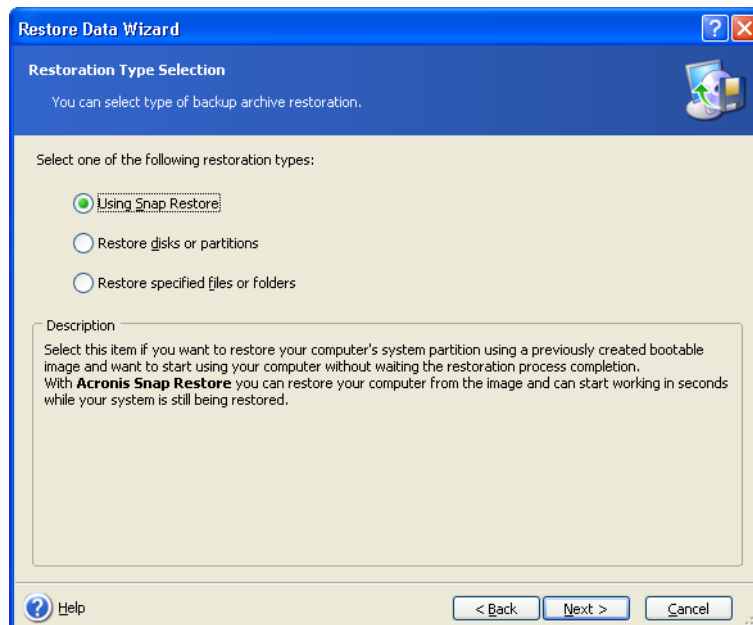 Restore Data Wizard
Restoration Type Selection
You can select type of backup archive restoration.
Select one of the following restoration types:
Using Snap Restore
Restore disks or partitions
Restore specified files or folders
Description
Select this item if you want to restore your computer's system partition using a previously created bootable
image and want to start using your computer without waiting the restoration process completion.
With Acronis Snap Restore you can restore your computer from the image and can start working in seconds
while your system is still being restored.
Help
< Back
Next >
Cancel